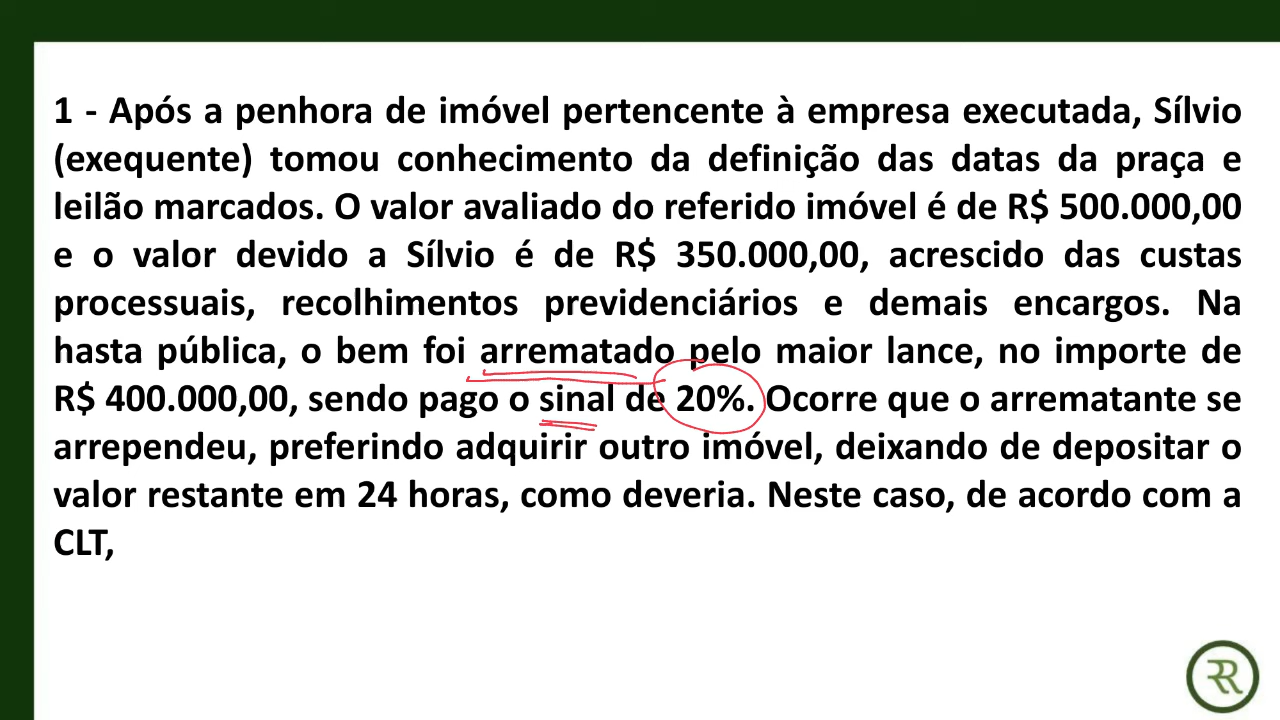 1 - Após a penhora de imóvel pertencente à empresa executada, Sílvio
(exequente) tomou conhecimento da definição das datas da praça e
leilão marcados. O valor avaliado do referido imóvel é de R$ 500.000,00
e o valor devido a Sílvio é de R$ 350.000,00, acrescido das custas
processuais, recolhimentos previdenciários e demais encargos. Na
hasta pública, o bem foi arrematado pelo maior lance, no importe de
R$ 400.000,00, sendo pago o sinal de 20%. Ocorre que o arrematante se
arrependeu, preferindo adquirir outro imóvel, deixando de depositar o
valor restante em 24 horas, como deveria. Neste caso, de acordo com a
CLT,